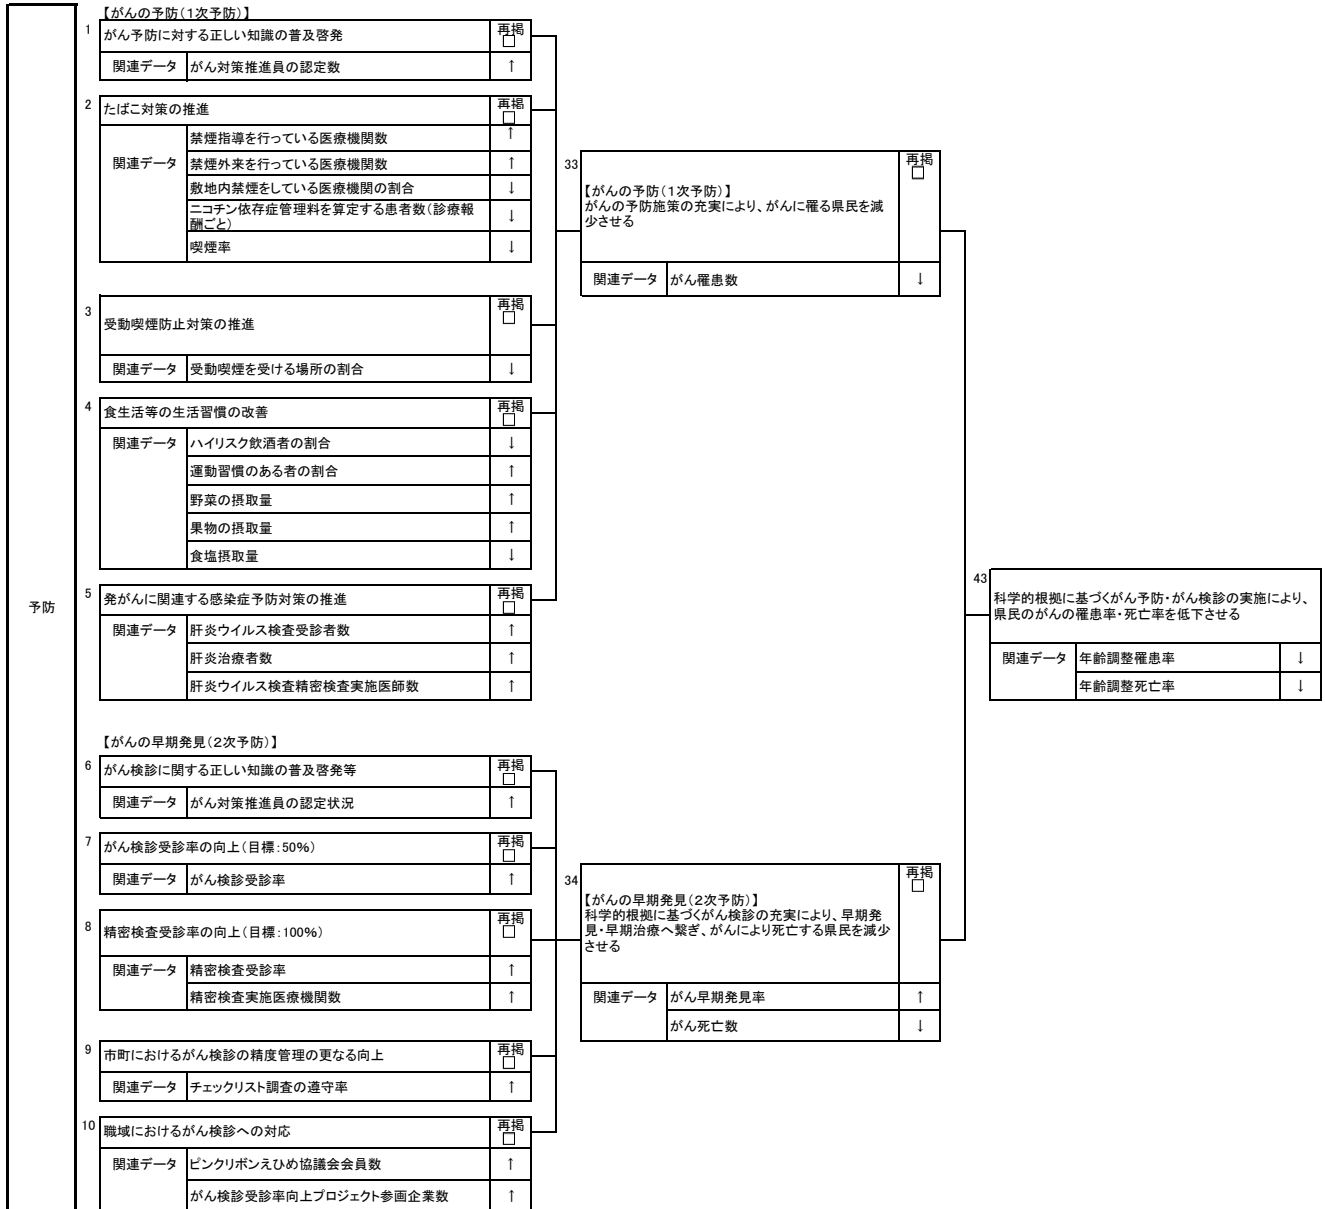 予防
【がんの予防（１次予防）】
1
がん予防に対する正しい知識の普及啓発
再掲
□
関連データ
がん対策推進員の認定数
↑
2
たばこ対策の推進
再掲
□
関連データ
禁煙指導を行っている医療機関数
↑
禁煙外来を行っている医療機関数
↑
敷地内禁煙をしている医療機関の割合
↓
ニコチン依存症管理料を算定する患者数（診療報
酬ごと）
↓
喫煙率
↓
3
受動喫煙防止対策の推進
再掲
□
関連データ
受動喫煙を受ける場所の割合
↓
4
食生活等の生活習慣の改善
再掲
□
関連データ
ハイリスク飲酒者の割合
↓
運動習慣のある者の割合
↑
野菜の摂取量
↑
果物の摂取量
↑
食塩摂取量
↓
5
発がんに関連する感染症予防対策の推進
再掲
□
関連データ
肝炎ウイルス検査受診者数
↑
肝炎治療者数
↑
肝炎ウイルス検査精密検査実施医師数
↑
【がんの早期発見（２次予防）】
6
がん検診に関する正しい知識の普及啓発等
再掲
□
関連データ
がん対策推進員の認定状況
↑
7
がん検診受診率の向上（目標：50％）
再掲
□
関連データ
がん検診受診率
↑
8
精密検査受診率の向上（目標：100％）
再掲
□
関連データ
精密検査受診率
↑
精密検査実施医療機関数
↑
9
市町におけるがん検診の精度管理の更なる向上
再掲
□
関連データ
チェックリスト調査の遵守率
↑
10
職域におけるがん検診への対応
再掲
□
関連データ
ピンクリボンえひめ協議会会員数
↑
がん検診受診率向上プロジェクト参画企業数
↑
33
【がんの予防（１次予防）】
がんの予防施策の充実により、がんに罹る県民を減
少させる
再掲
□
関連データ
がん罹患数
↓
34
【がんの早期発見（２次予防）】
科学的根拠に基づくがん検診の充実により、早期発
見・早期治療へ繋ぎ、がんにより死亡する県民を減少
させる
再掲
□
関連データ
がん早期発見率
↑
がん死亡数
↓
43
科学的根拠に基づくがん予防・がん検診の実施により、
県民のがんの罹患率・死亡率を低下させる
関連データ
年齢調整罹患率
↓
年齢調整死亡率
↓